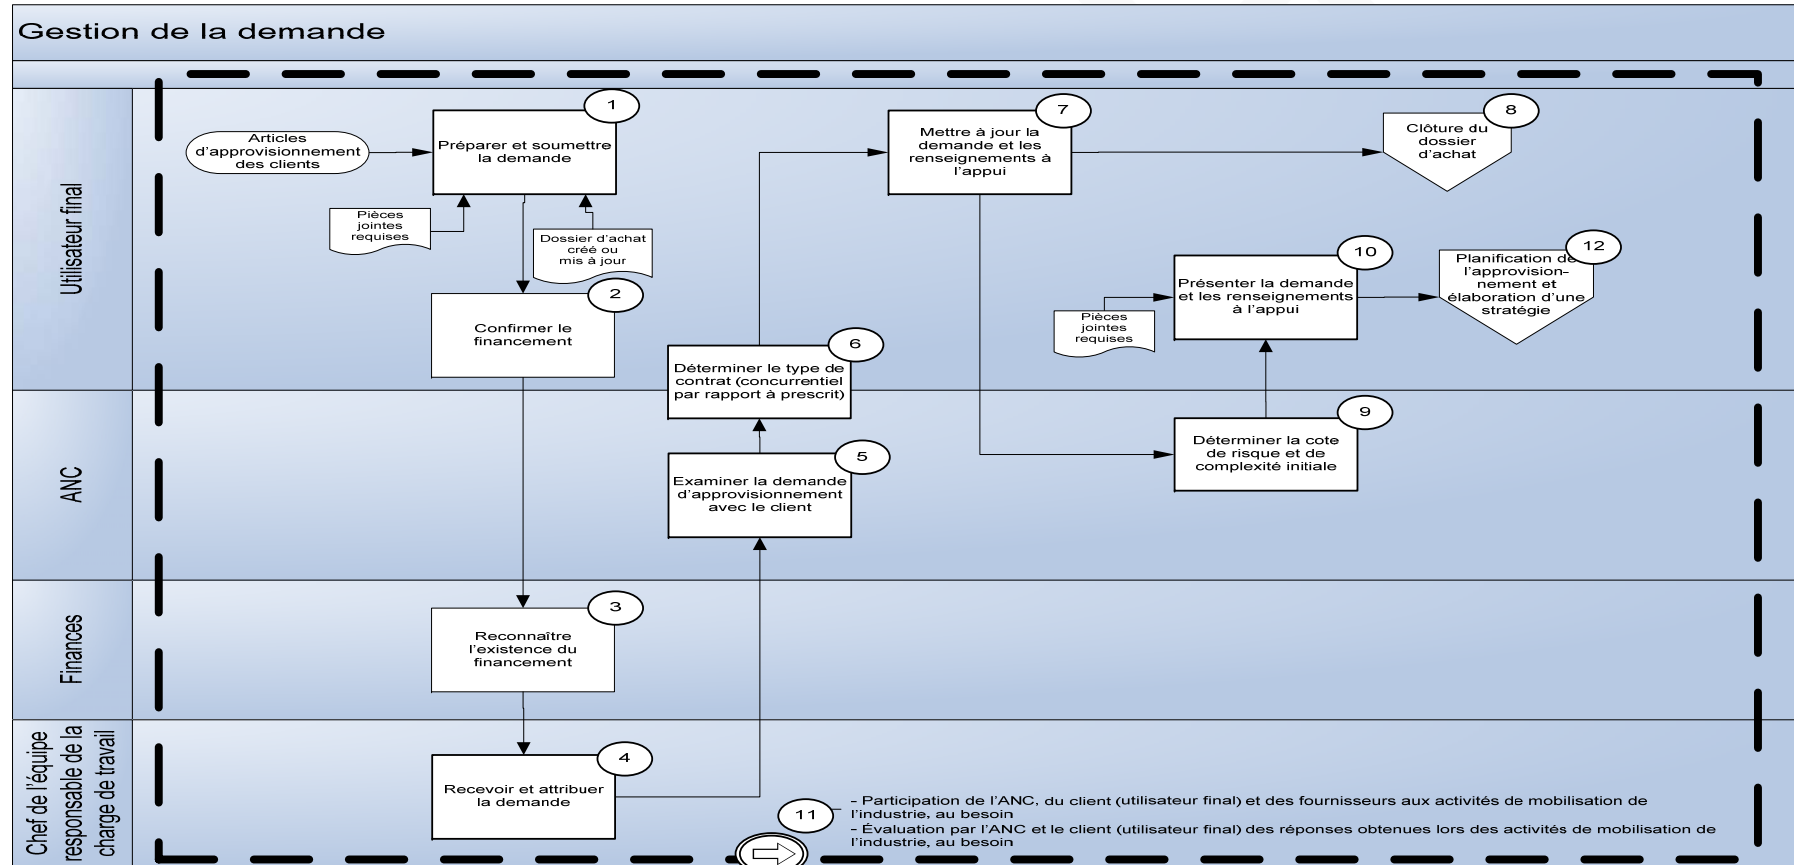 Gestion de la demande
Utilisateur final
Articles
d'approvisionnement
des clients
1
Préparer et soumettre
la demande
Pièces
jointes
requises
Dossier d'achat
créé ou
mis à jour
2
Confirmer le
financement
6
Déterminer le type de
contrat (concurrentiel
par rapport à prescrit)
7
Mettre à jour la
demande et les
renseignements à
l'appui
8
Clôture du
dossier
d'achat
10
Présenter la demande
et les renseignements
à l'appui
Pièces
jointes
requises
12
Planification de
l'approvision-
nement et
élaboration d'une
stratégie
ANC
5
Examiner la demande
d'approvisionnement
avec le client
9
Déterminer la cote
de risque et de
complexité initiale
Finances
3
Reconnaître
l'existence du
financement
Chef de l'équipe
responsable de la
charge de travail
4
Recevoir et attribuer
la demande
11
- Participation de l'ANC, du client (utilisateur final) et des fournisseurs aux activités de mobilisation de
l'industrie, au besoin
- Évaluation par l'ANC et le client (utilisateur final) des réponses obtenues lors des activités de mobilisation de
l'industrie, au besoin